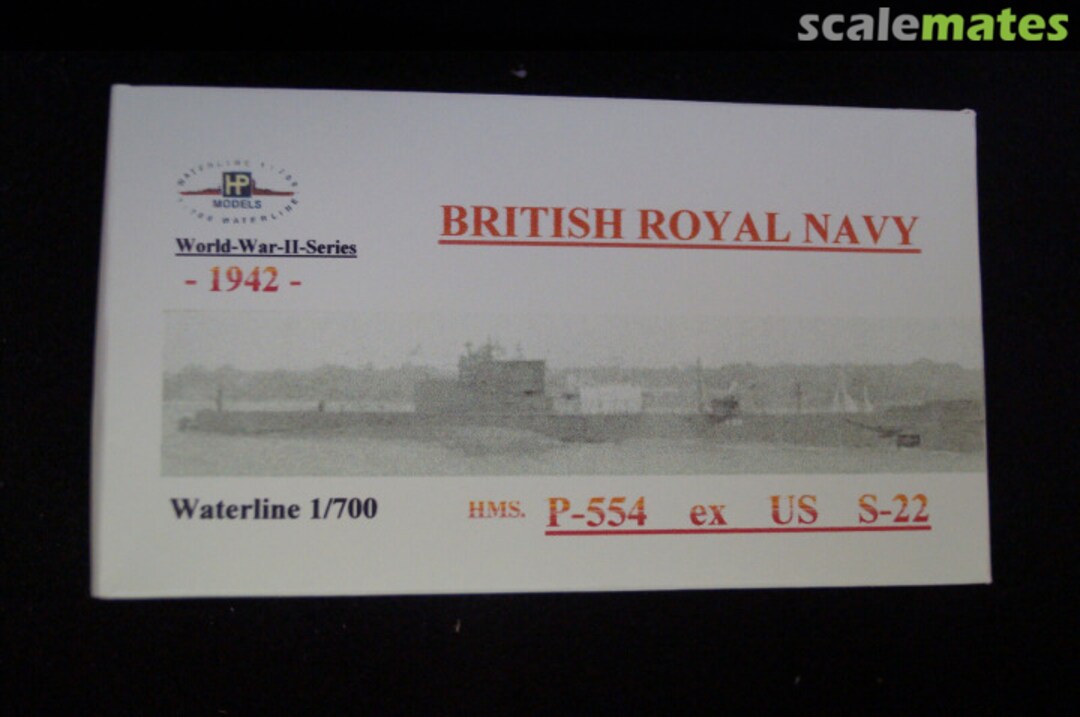 scalemates
HP
MODELS
World-War-II-Series
- 1942 -
BRITISH ROYAL NAVY
Waterline 1/700
HMS. P-554 ex US S-22